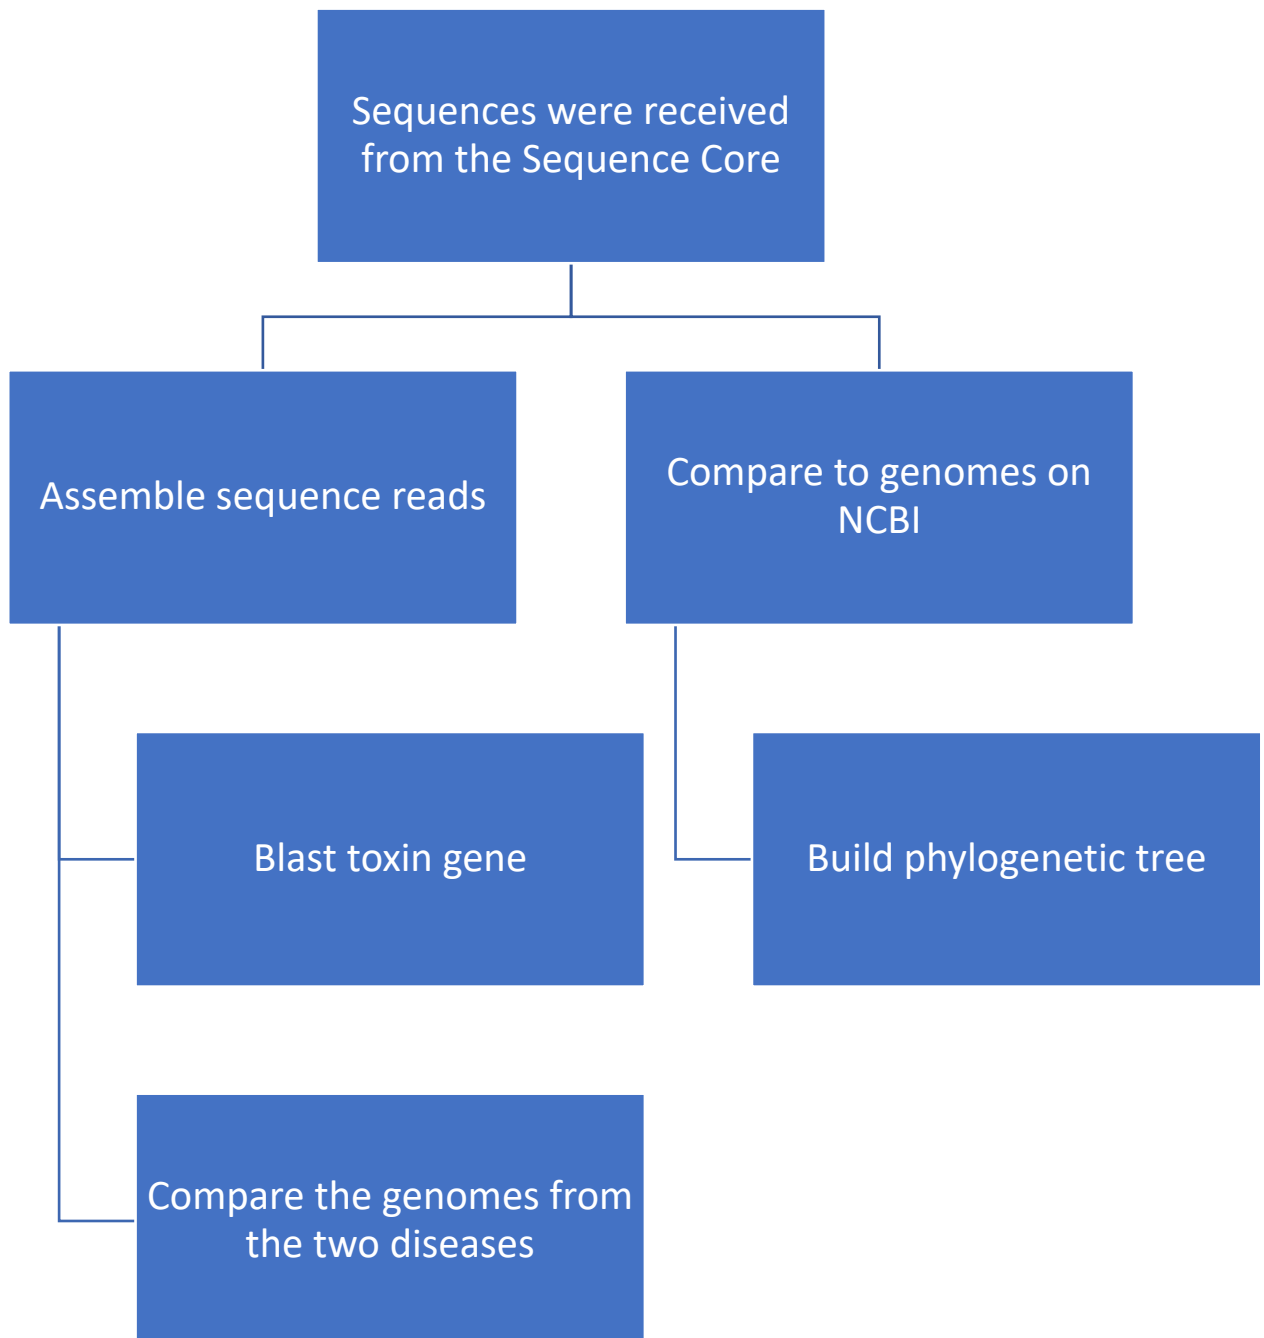 Sequences were received
from the Sequence Core
Assemble sequence reads
Compare to genomes on
NCBI
Blast toxin gene
Build phylogenetic tree
Compare the genomes from
the two diseases